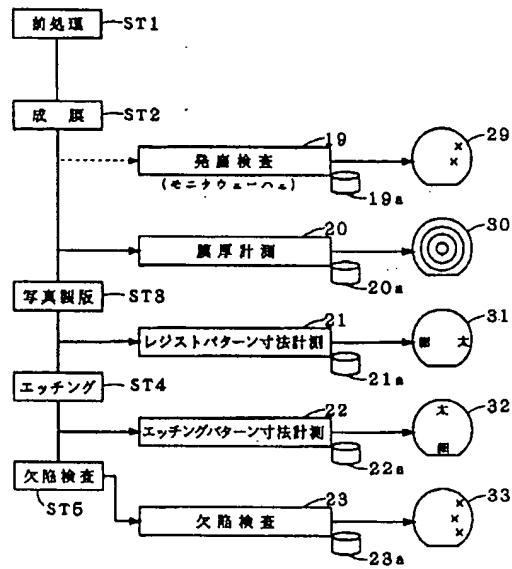 前処理 ST1
成膜 ST2
19
発塵検査
(モニタウェーハ)
19a
29
20
膜厚計測
20a
30
写真製版 ST3
21
レジストパターン寸法計測
21a
31
細 太
エッチング ST4
22
エッチングパターン寸法計測
22a
32
太
細
欠陥検査
ST5
23
欠陥検査
23a
33